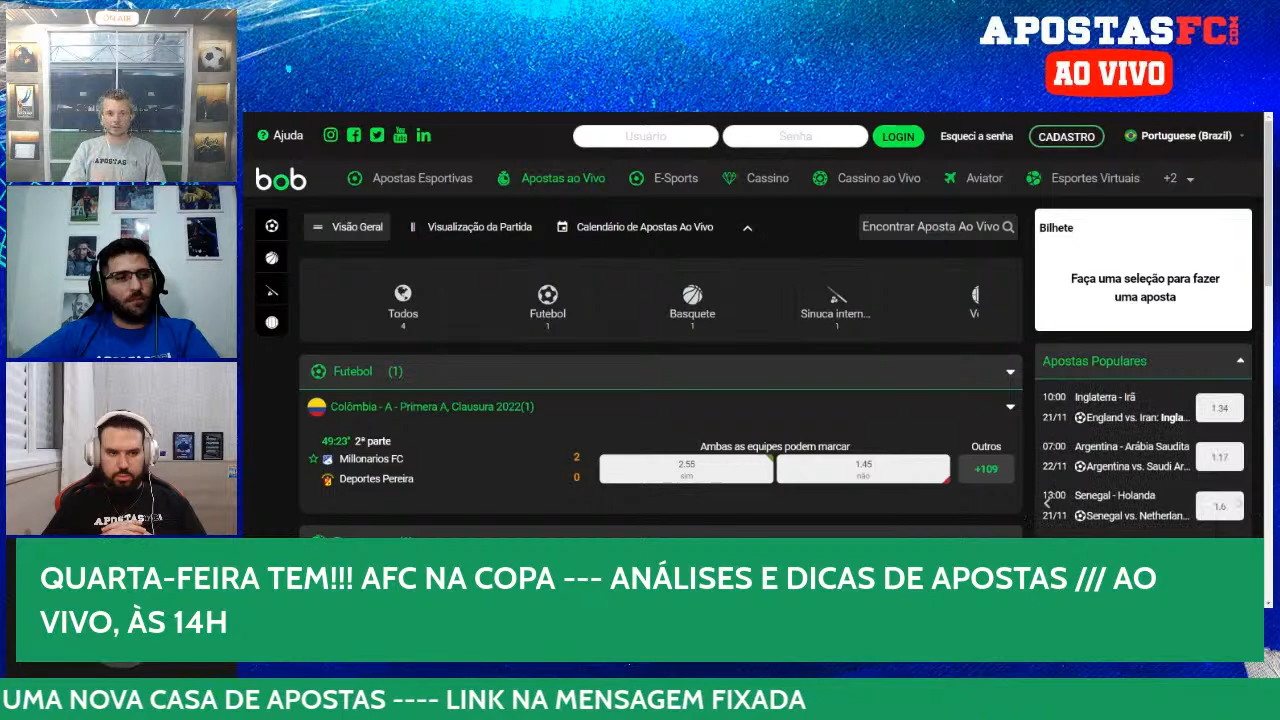 ON AIR
APOSTASFC.COM
AO VIVO
Ajuda
You Tube
Usuário
Senha
LOGIN
Esqueci a senha
CADASTRO
Portuguese (Brazil)
bob
Apostas Esportivas
Apostas ao Vivo
E-Sports
Cassino
Cassino ao Vivo
Aviator
Esportes Virtuais
+2
Visão Geral
Visualização da Partida
Calendário de Apostas Ao Vivo
Encontrar Aposta Ao Vivo
Bilhete
Faça uma seleção para fazer
uma aposta
Todos
4
Futebol
1
Basquete
1
Sinuca intern...
1
Futebol (1)
Colômbia - A - Primera A, Clausura 2022(1)
49:23" 2ª parte
Millonarios FC 2
Deportes Pereira 0
Ambas as equipes podem marcar
2.55
sim
1.45
não
Outros
+109
Apostas Populares
10:00 Inglaterra - Irã
21/11 England vs. Iran: Ingla...
1.34
07:00 Argentina - Arábia Saudita
22/11 Argentina vs. Saudi Ar...
1.17
13:00 Senegal - Holanda
21/11 Senegal vs. Netherlan...
1.6
APOSTAS
APOSTAS
QUARTA-FEIRA TEM!!! AFC NA COPA --- ANÁLISES E DICAS DE APOSTAS /// AO
VIVO, ÀS 14H
UMA NOVA CASA DE APOSTAS ---- LINK NA MENSAGEM FIXADA